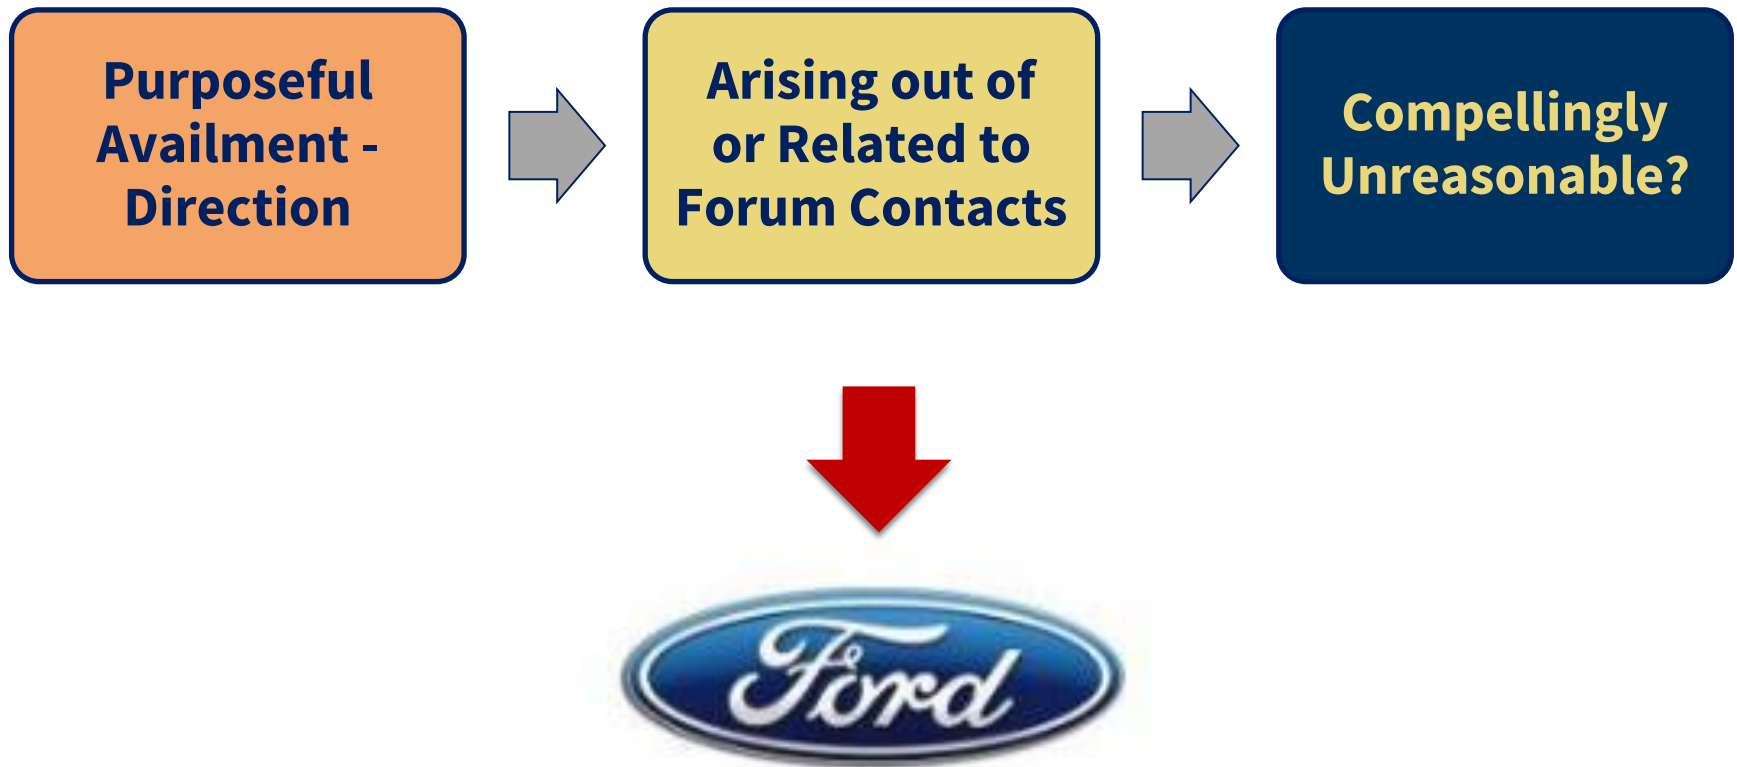 Purposeful
Availment -
Direction
Arising out of
or Related to
Forum Contacts
Compellingly
Unreasonable?
Ford